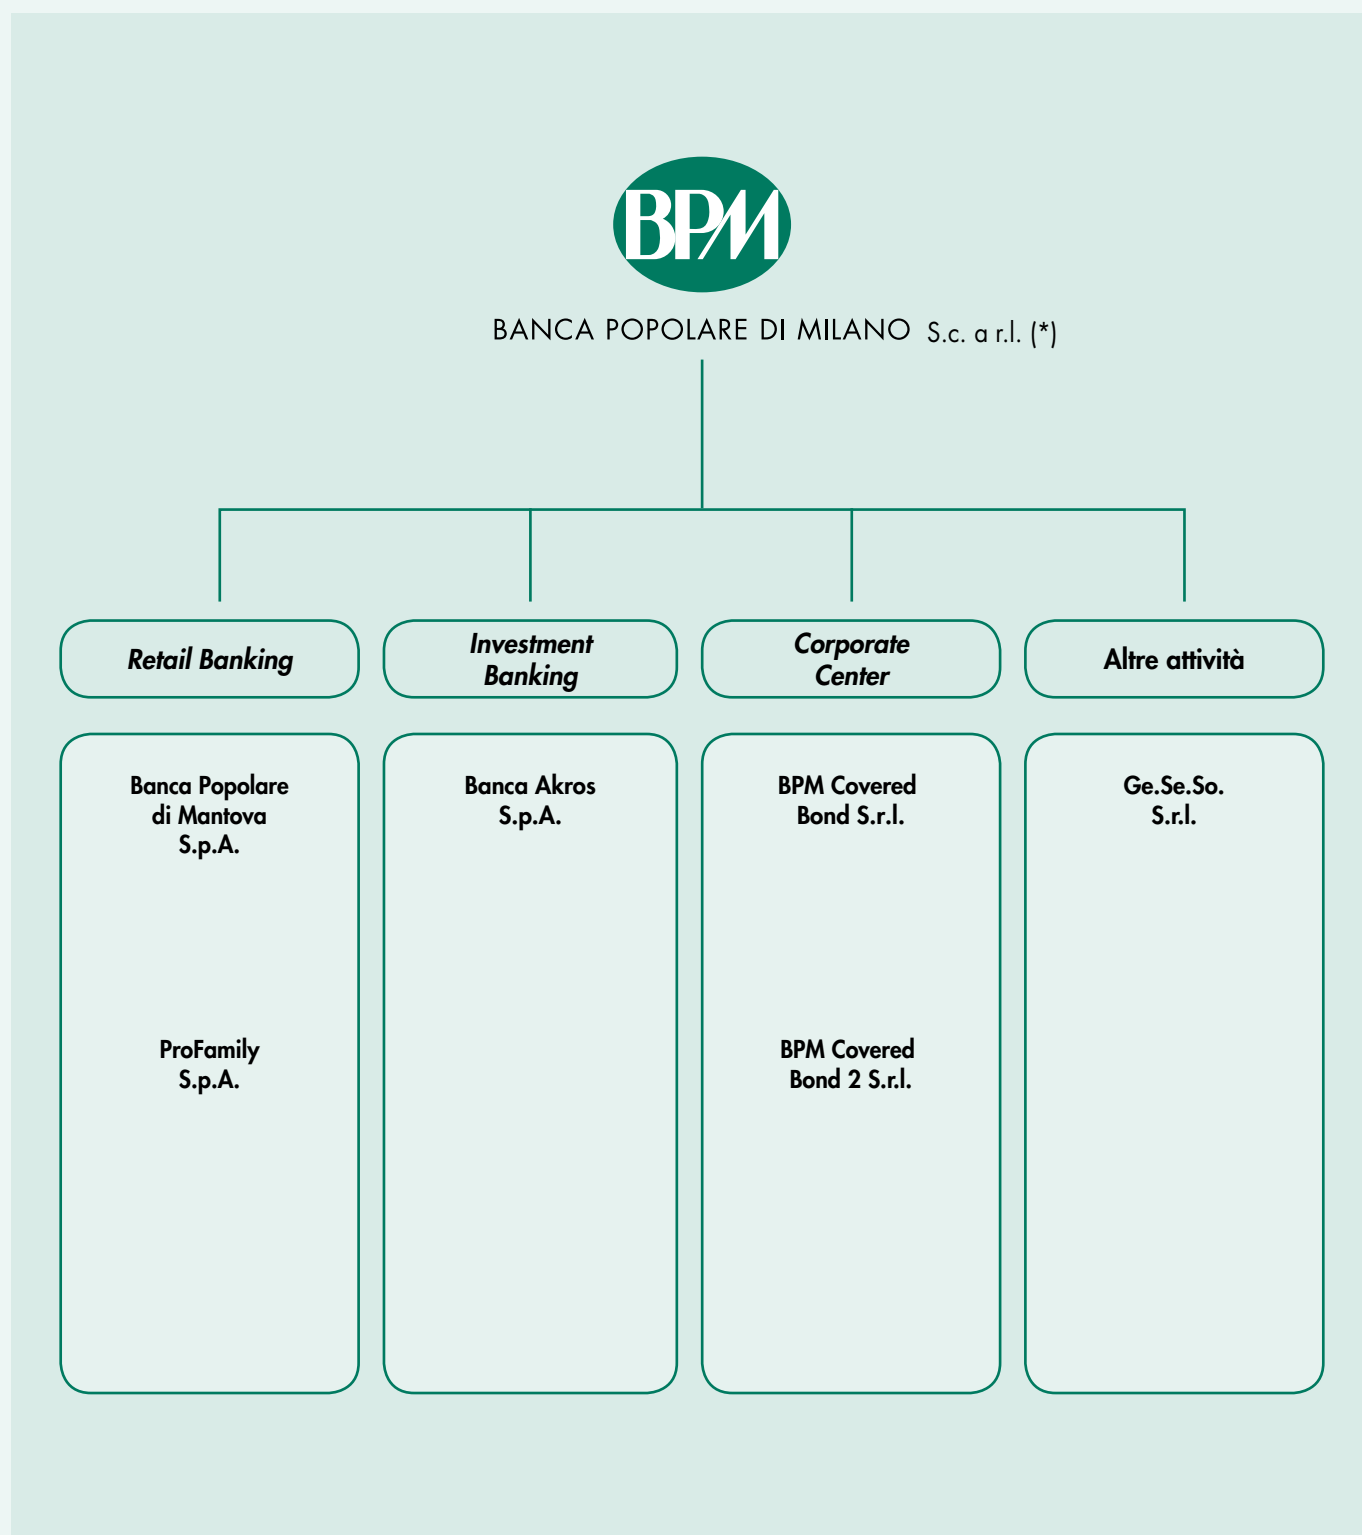 BPM
BANCA POPOLARE DI MILANO S.c. a r.l. (*)
Retail Banking
Investment
Banking
Corporate
Center
Altre attività
Banca Popolare
di Mantova
S.p.A.
ProFamily
S.p.A.
Banca Akros
S.p.A.
BPM Covered
Bond S.r.l.
BPM Covered
Bond 2 S.r.l.
Ge.Se.So.
S.r.l.